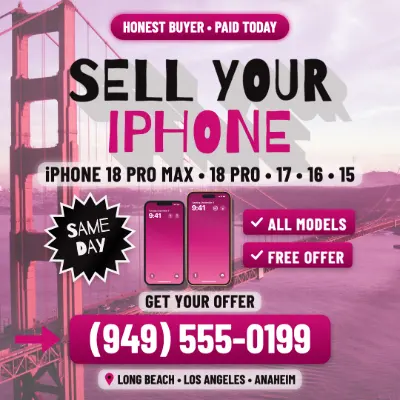 HONEST BUYER • PAID TODAY
SELL YOUR
IPHONE
iPHONE 18 PRO MAX • 18 PRO • 17 • 16 • 15
SAME
DAY
9:41
9:41
✓ ALL MODELS
✓ FREE OFFER
GET YOUR OFFER
(949) 555-0199
LONG BEACH • LOS ANGELES • ANAHEIM